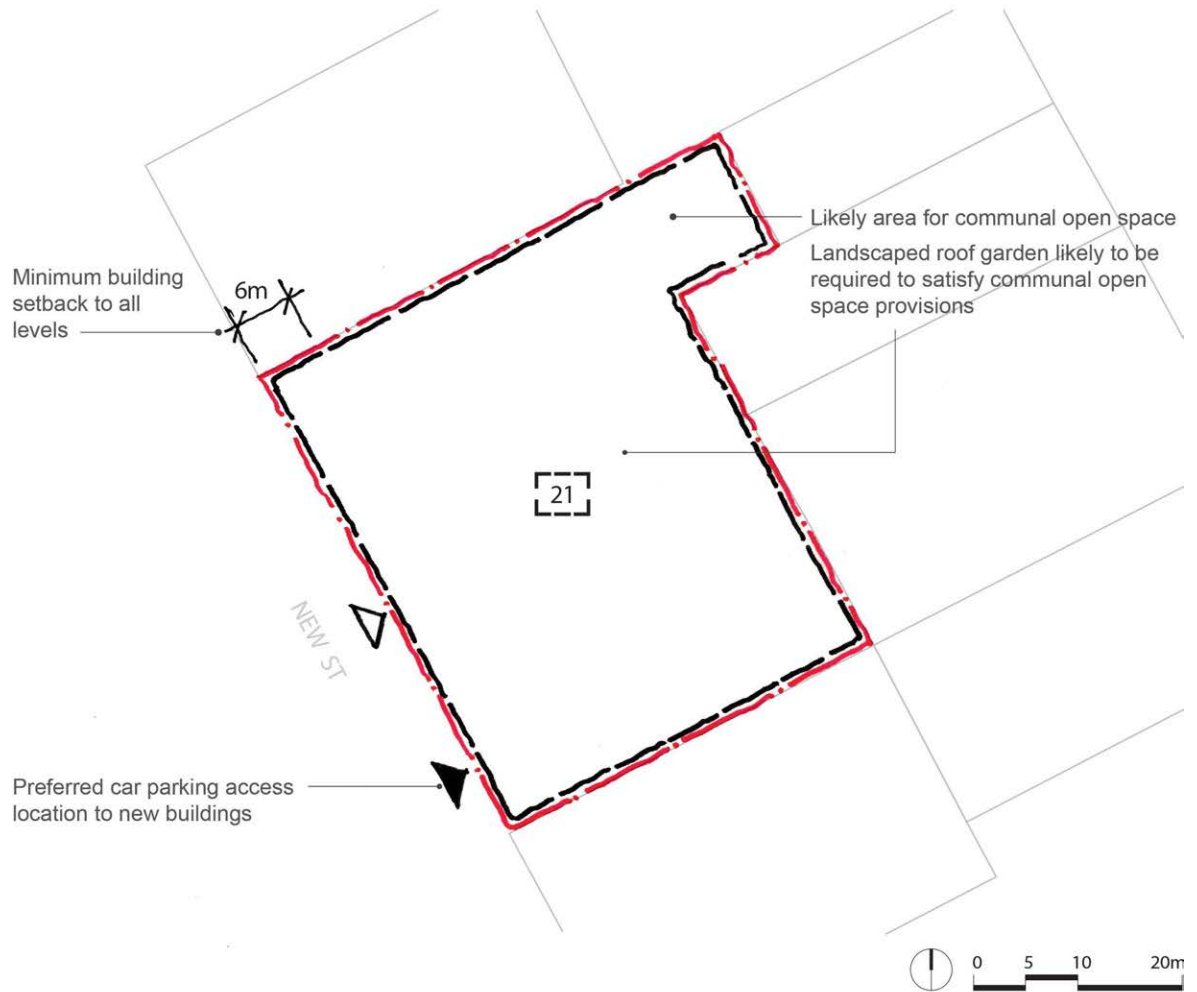 Likely area for communal open space
Landscaped roof garden likely to be
required to satisfy communal open
space provisions
Minimum building
setback to all
levels
6m
21
NEW ST
Preferred car parking access
location to new buildings
0 5 10 20m